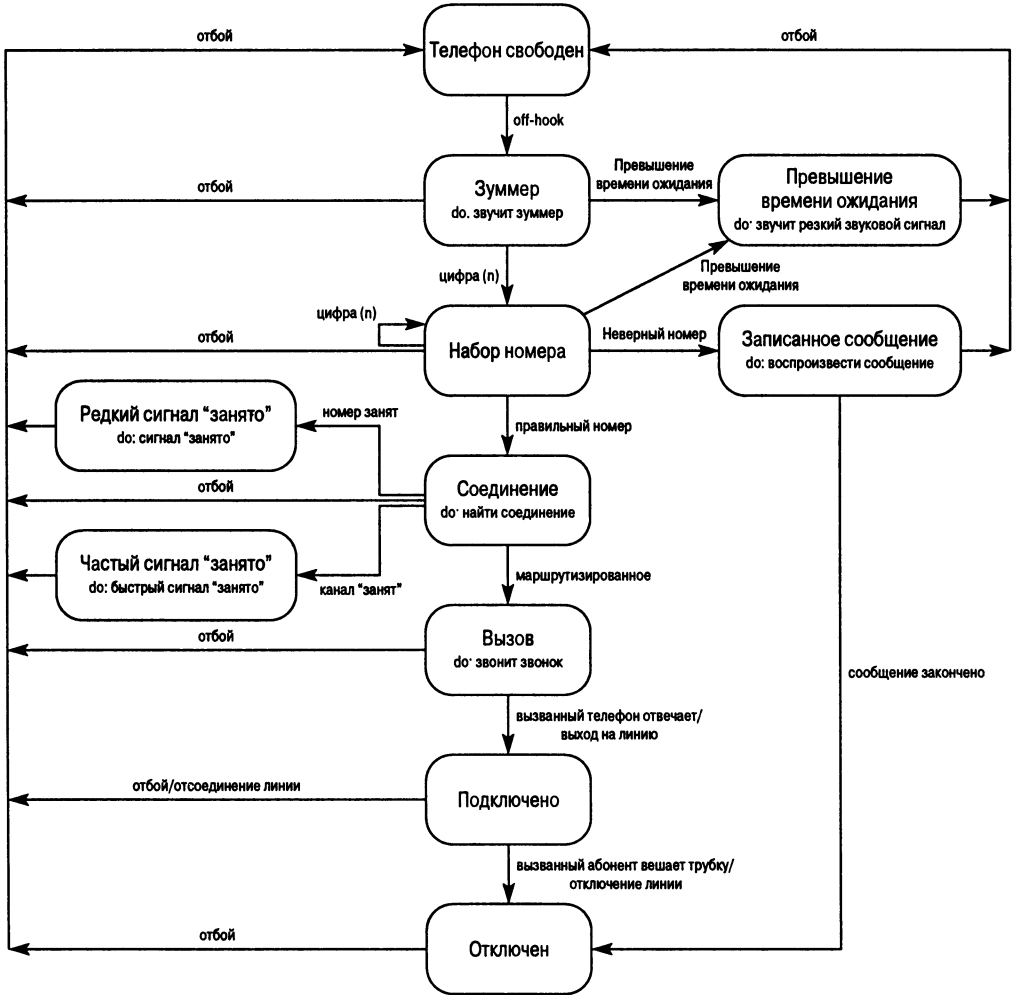 отбой
Телефон свободен
отбой
off-hook
отбой
Зуммер
do. звучит зуммер
Превышение
времени ожидания
Превышение
времени ожидания
do· звучит резкий звуковой сигнал
цифра (n)
Превышение
времени ожидания
цифра (n)
отбой
Набор номера
Неверный номер
Записанное сообщение
do: воспроизвести сообщение
Редкий сигнал “занято”
do: сигнал “занято”
номер занят
правильный номер
отбой
Соединение
do· найти соединение
Частый сигнал “занято”
do: быстрый сигнал “занято”
канал “занят”
маршрутизированное
отбой
Вызов
do· звонит звонок
сообщение закончено
вызванный телефон отвечает/
выход на линию
отбой/отсоединение линии
Подключено
вызванный абонент вешает трубку/
отключение линии
отбой
Отключен